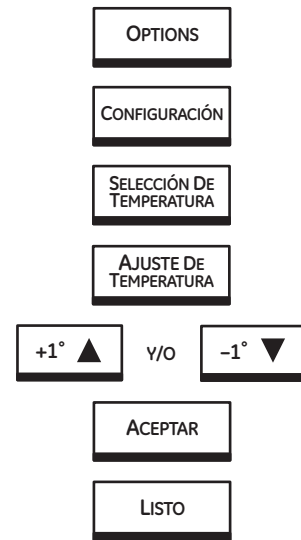 OPTIONS
CONFIGURACIÓN
SELECCIÓN DE
TEMPERATURA
AJUSTE DE
TEMPERATURA
+1° ▲ Y/O −1° ▼
ACEPTAR
LISTO